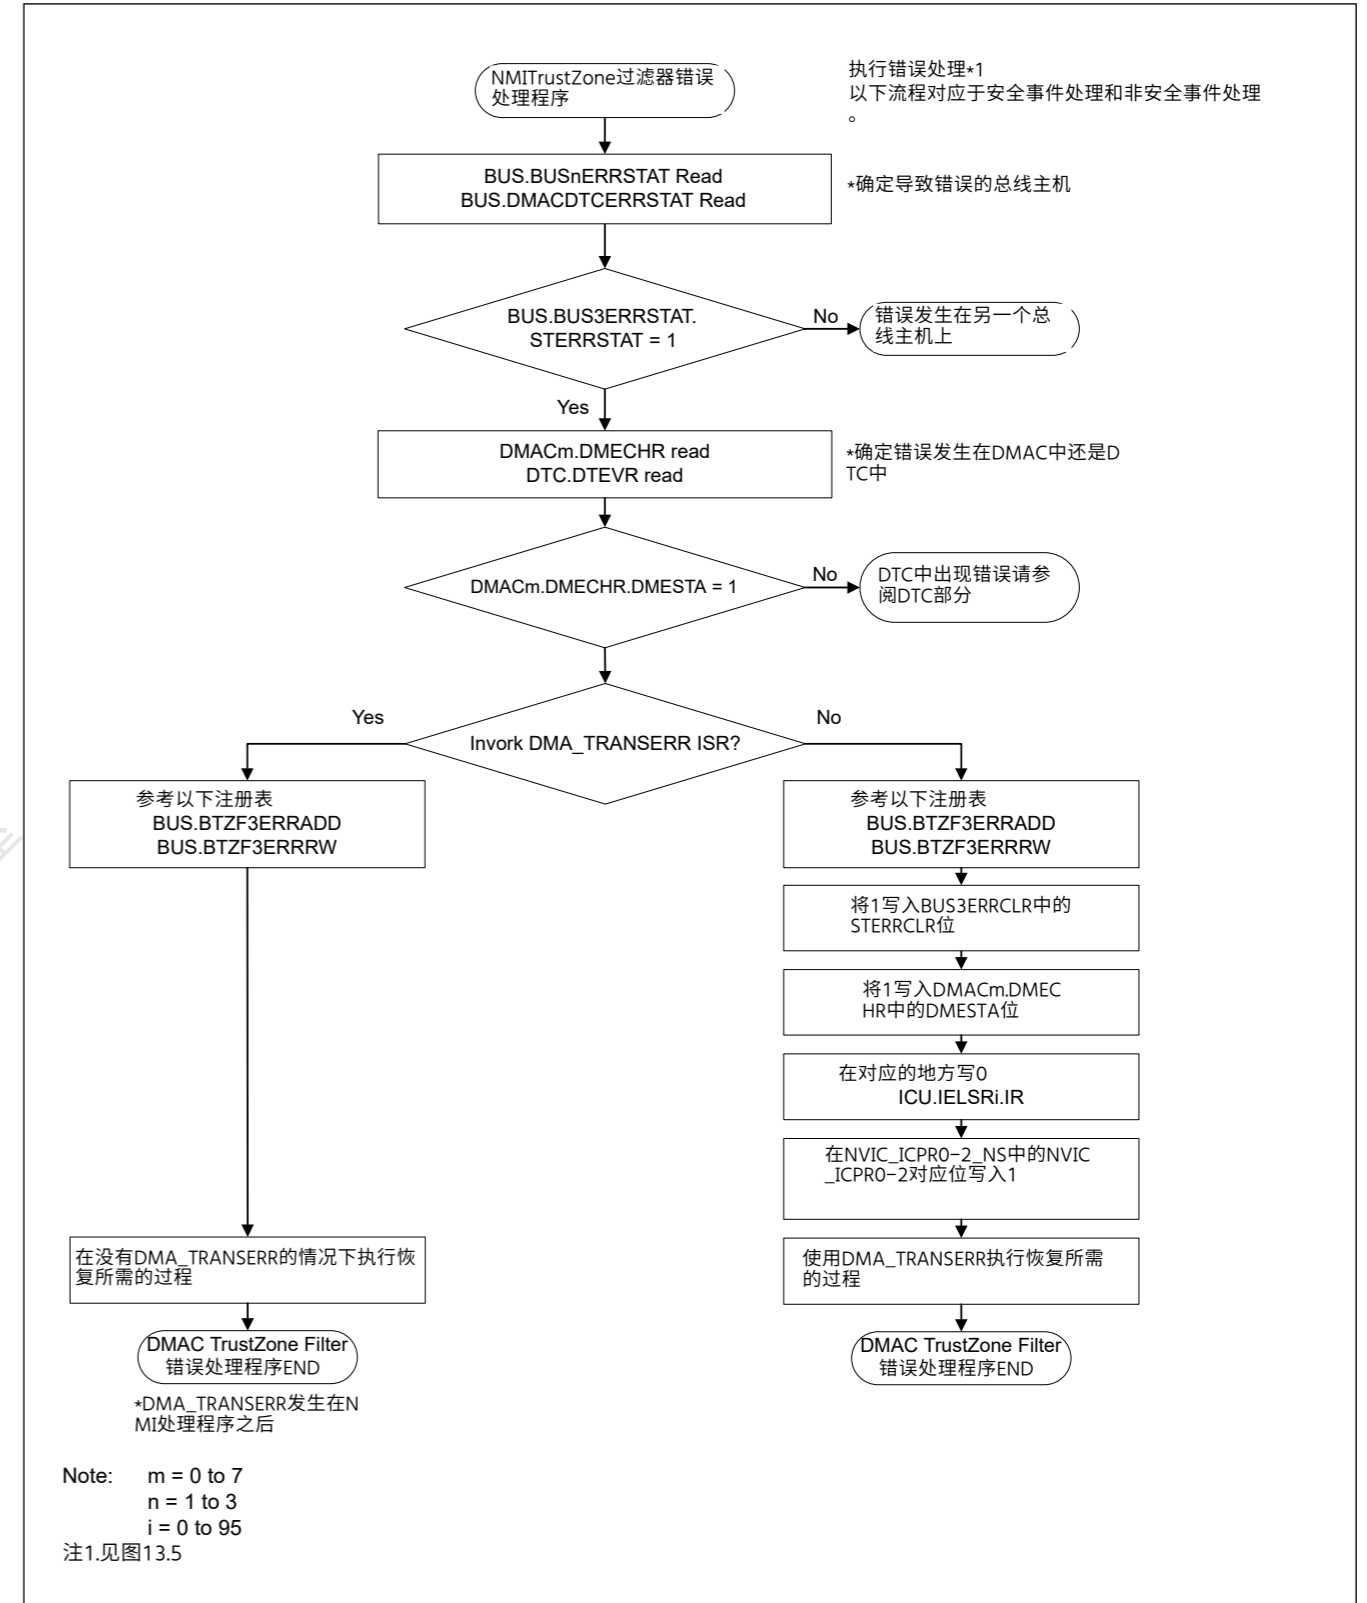 NMITrustZone过滤器错误
处理程序
执行错误处理*1
以下流程对应于安全事件处理和非安全事件处理
。
BUS.BUSnERRSTAT Read
BUS.DMACDTCERRSTAT Read
*确定导致错误的总线主机
BUS.BUS3ERRSTAT.
STERRSTAT = 1
No
错误发生在另一个总
线主机上
Yes
DMACm.DMECHR read
DTC.DTEVR read
*确定错误发生在DMAC中还是D
TC中
DMACm.DMECHR.DMESTA = 1
No
DTC中出现错误请参
阅DTC部分
Yes
No
Invork DMA_TRANSERR ISR?
参考以下注册表
BUS.BTZF3ERRADD
BUS.BTZF3ERRRW
参考以下注册表
BUS.BTZF3ERRADD
BUS.BTZF3ERRRW
将1写入BUS3ERRCLR中的
STERRCLR位
将1写入DMACm.DMEC
HR中的DMESTA位
在对应的地方写0
ICU.IELSRi.IR
在NVIC_ICPR0-2_NS中的NVIC
_ICPR0-2对应位写入1
在没有DMA_TRANSERR的情况下执行恢
复所需的过程
使用DMA_TRANSERR执行恢复所需
的过程
DMAC TrustZone Filter
错误处理程序END
DMAC TrustZone Filter
错误处理程序END
*DMA_TRANSERR发生在N
MI处理程序之后
Note: m = 0 to 7
n = 1 to 3
i = 0 to 95
注1.见图13.5